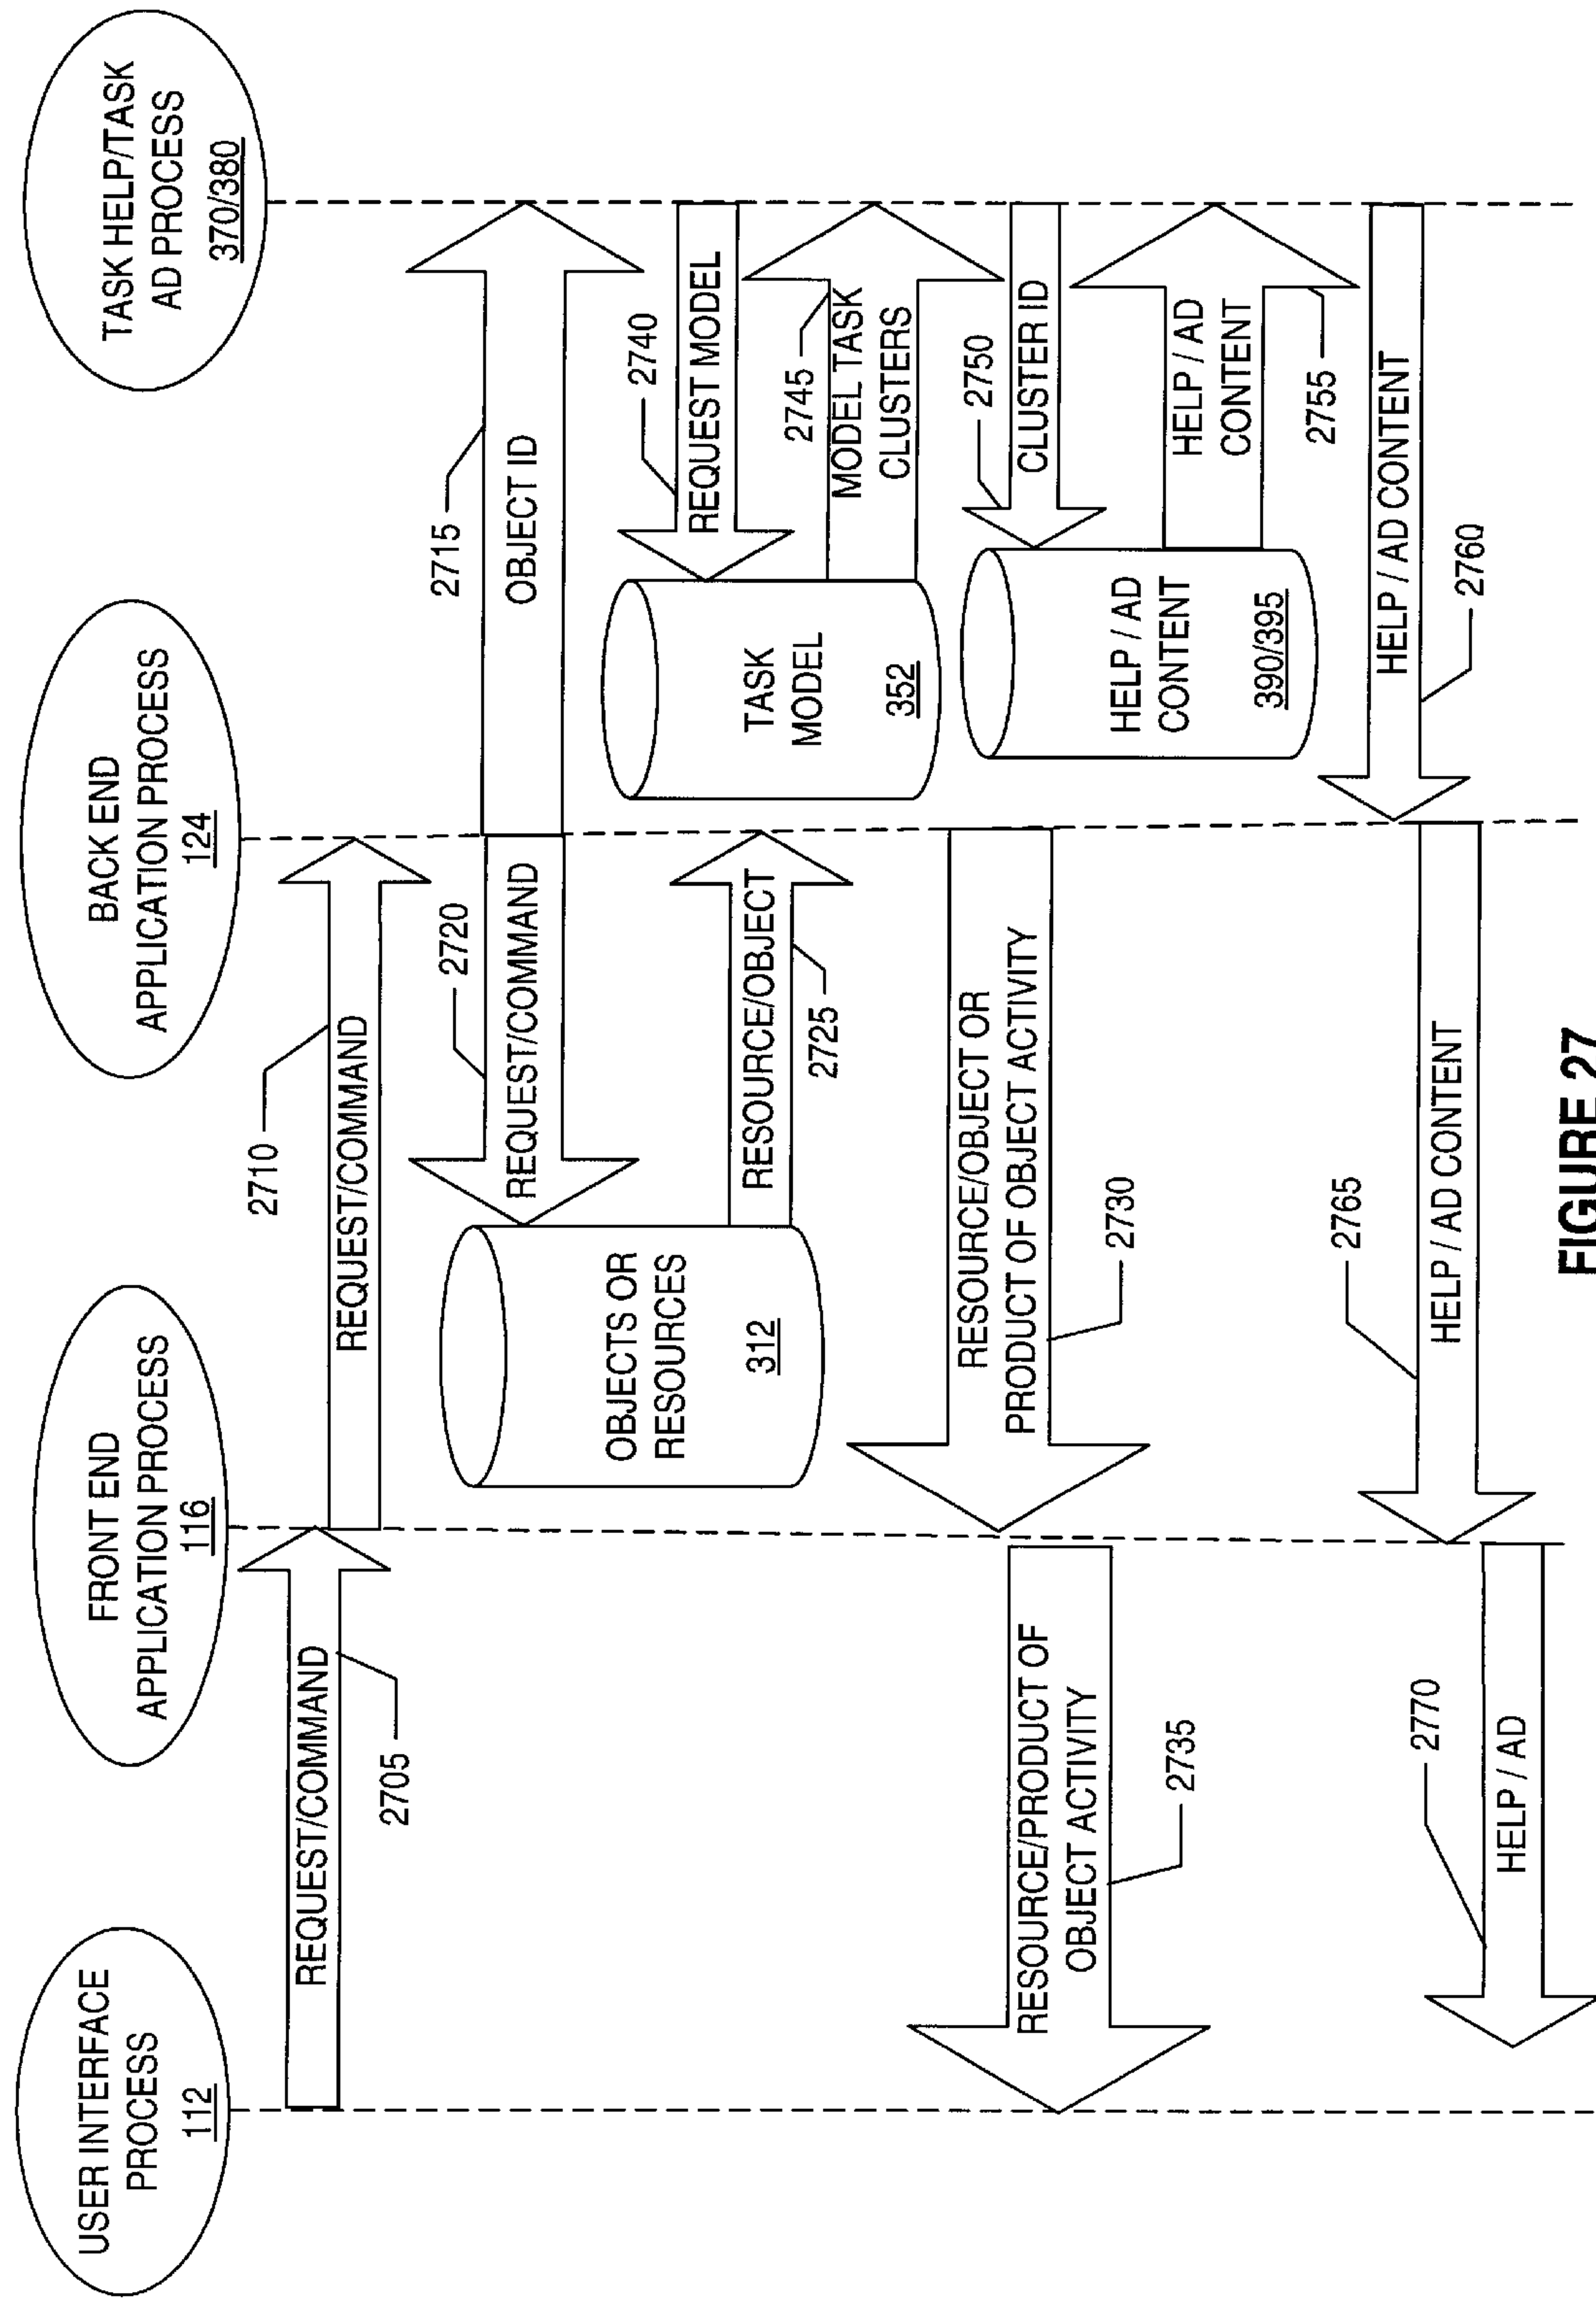 USER INTERFACE
PROCESS
112
FRONT END
APPLICATION PROCESS
116
BACK END
APPLICATION PROCESS
124
TASK HELP/TASK
AD PROCESS
370/380
REQUEST/COMMAND
2705
2710
REQUEST/COMMAND
2715
OBJECT ID
2720
REQUEST/COMMAND
OBJECTS OR
RESOURCES
312
RESOURCE/OBJECT
2725
2740
REQUEST MODEL
TASK
MODEL
352
2745
MODEL TASK
CLUSTERS
2750
CLUSTER ID
HELP / AD
CONTENT
390/395
HELP / AD
CONTENT
2755
RESOURCE/OBJECT OR
PRODUCT OF OBJECT ACTIVITY
2730
RESOURCE/PRODUCT OF
OBJECT ACTIVITY
2735
HELP / AD CONTENT
2760
2765
HELP / AD CONTENT
2770
HELP / AD
FIGURE 27